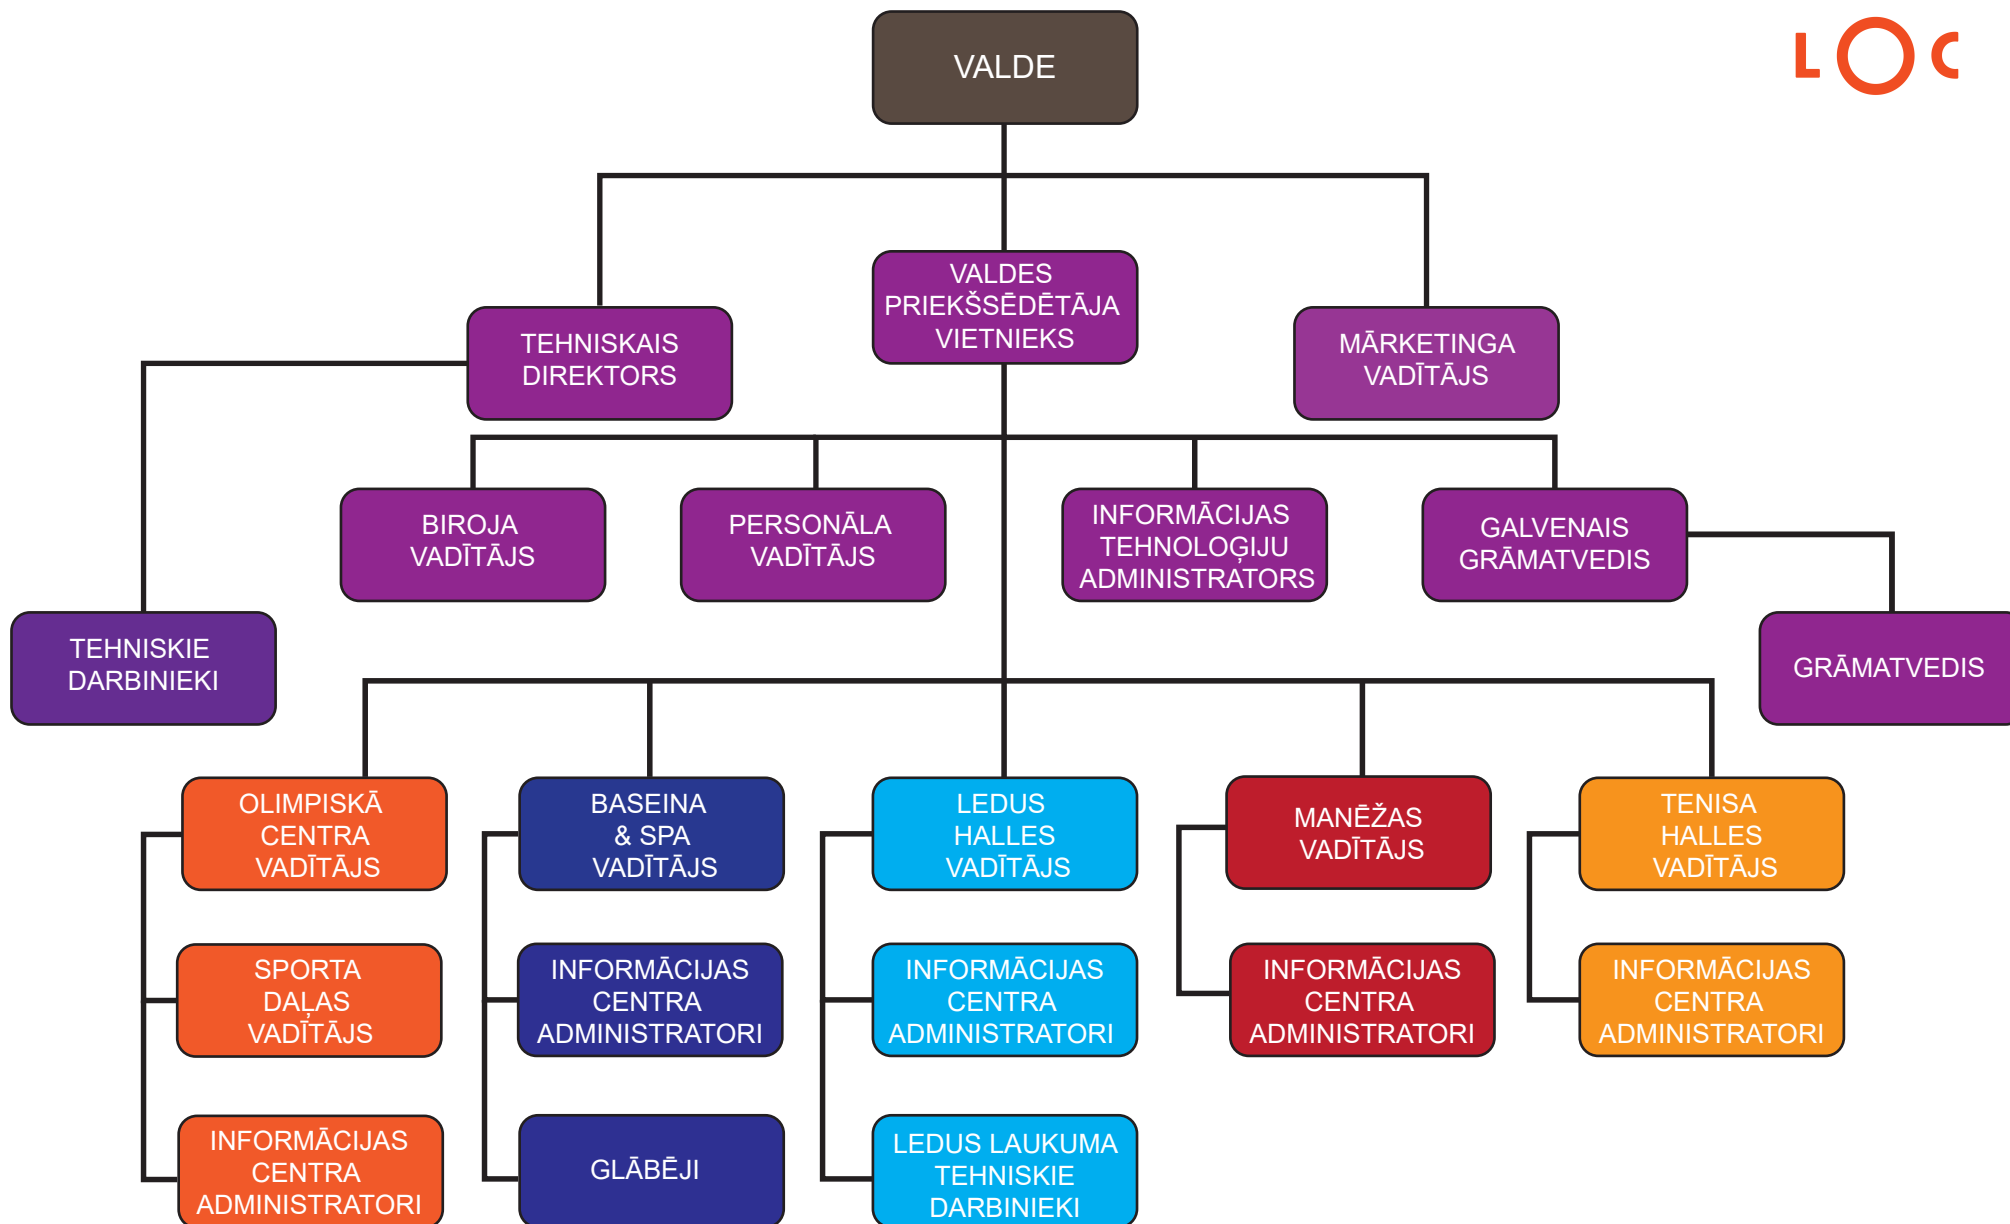 LOC
VALDE
VALDES
PRIEKŠSĒDĒTĀJA
VIETNIEKS
TEHNISKAIS
DIREKTORS
MĀRKETINGA
VADĪTĀJS
BIROJA
VADĪTĀJS
PERSONĀLA
VADĪTĀJS
INFORMĀCIJAS
TEHNOLOĢIJU
ADMINISTRATORS
GALVENAIS
GRĀMATVEDIS
TEHNISKIE
DARBINIEKI
GRĀMATVEDIS
OLIMPISKĀ
CENTRA
VADĪTĀJS
BASEINA
& SPA
VADĪTĀJS
LEDUS
HALLES
VADĪTĀJS
MANĒŽAS
VADĪTĀJS
TENISA
HALLES
VADĪTĀJS
SPORTA
DAĻAS
VADĪTĀJS
INFORMĀCIJAS
CENTRA
ADMINISTRATORI
INFORMĀCIJAS
CENTRA
ADMINISTRATORI
INFORMĀCIJAS
CENTRA
ADMINISTRATORI
INFORMĀCIJAS
CENTRA
ADMINISTRATORI
INFORMĀCIJAS
CENTRA
ADMINISTRATORI
GLĀBĒJI
LEDUS LAUKUMA
TEHNISKIE
DARBINIEKI